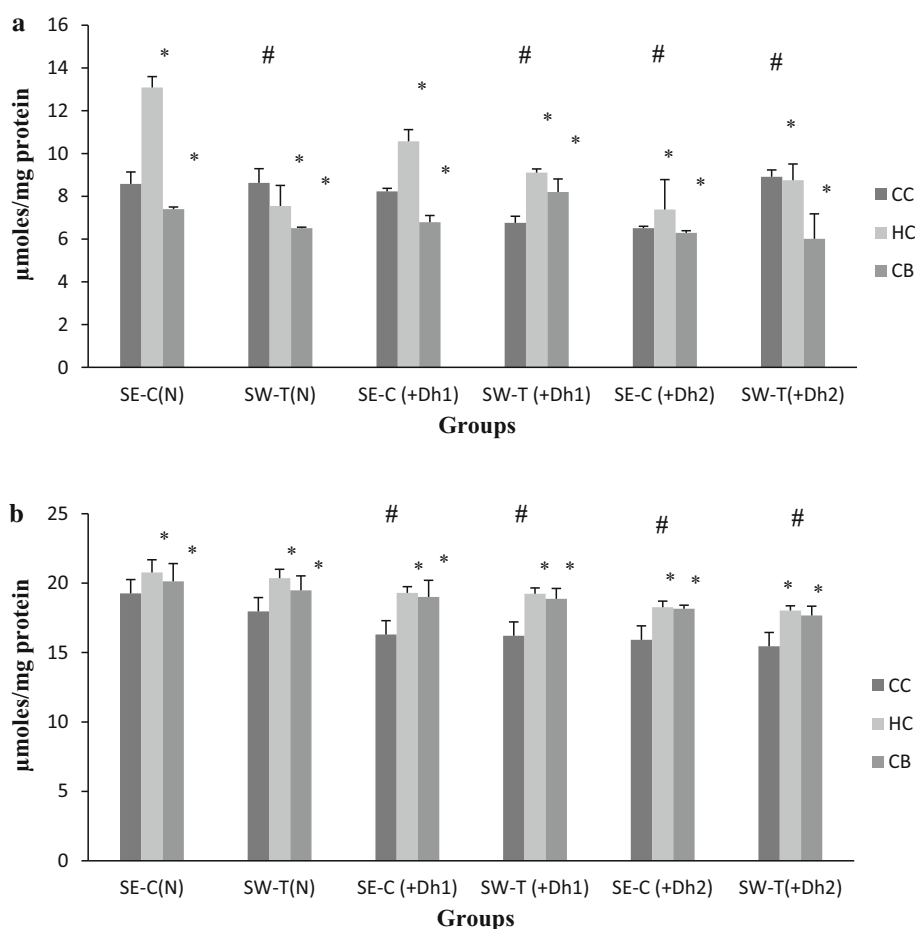 a
16
14
12
10
8
6
4
2
0
µmoles/mg protein
* # * # * # * # *
* * * * * * * *
CC
HC
CB
SE-C(N) SW-T(N) SE-C (+Dh1) SW-T (+Dh1) SE-C (+Dh2) SW-T(+Dh2)
Groups
b
25
20
15
10
5
0
µmoles/mg protein
# # # #
* * * * * * * * * * * *
CC
HC
CB
SE-C(N) SW-T(N) SE-C (+Dh1) SW-T (+Dh1) SE-C (+Dh2) SW-T(+Dh2)
Groups